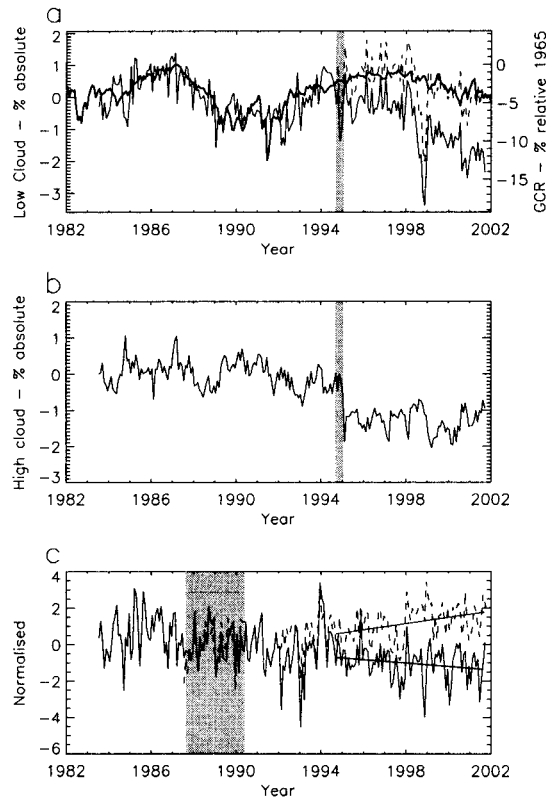 a
Low Cloud – % absolute
2
1
0
−1
−2
−3
0
−5
−10
−15
GCR – % relative 1965
1982 1986 1990 1994 1998 2002
Year
b
High cloud – % absolute
2
1
0
−1
−2
−3
1982 1986 1990 1994 1998 2002
Year
c
Normalised
4
2
0
−2
−4
−6
1982 1986 1990 1994 1998 2002
Year